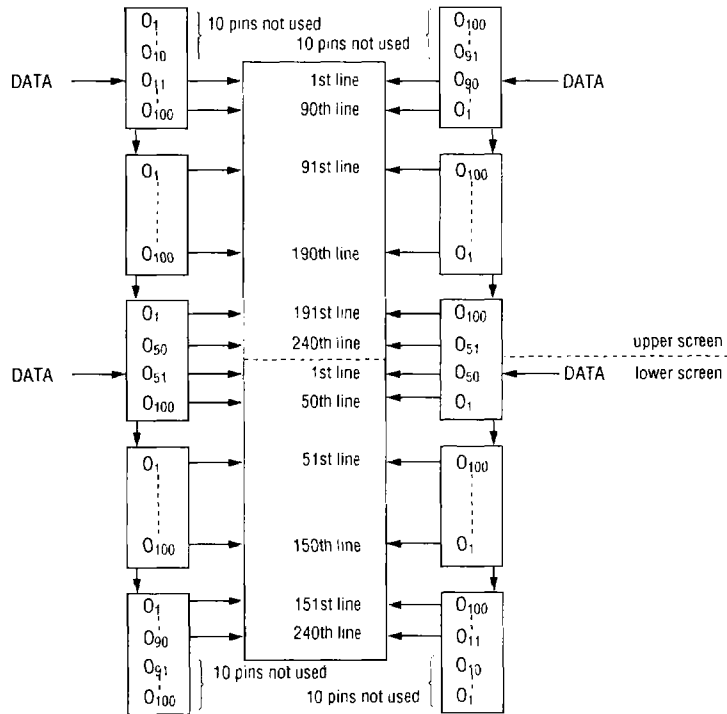 O1 10 pins not used O100
O10 10 pins not used O91
DATA O11 1st line O90 DATA
O100 90th line O1
O1 91st line O100
O100 190th line O1
O1 191st line O100
O50 240th line O51 upper screen
DATA O51 1st line O50 DATA lower screen
O100 50th line O1
O1 51st line O100
O100 150th line O1
O1 151st line O100
O90 240th line O11
O91 10 pins not used O10
O100 10 pins not used O1